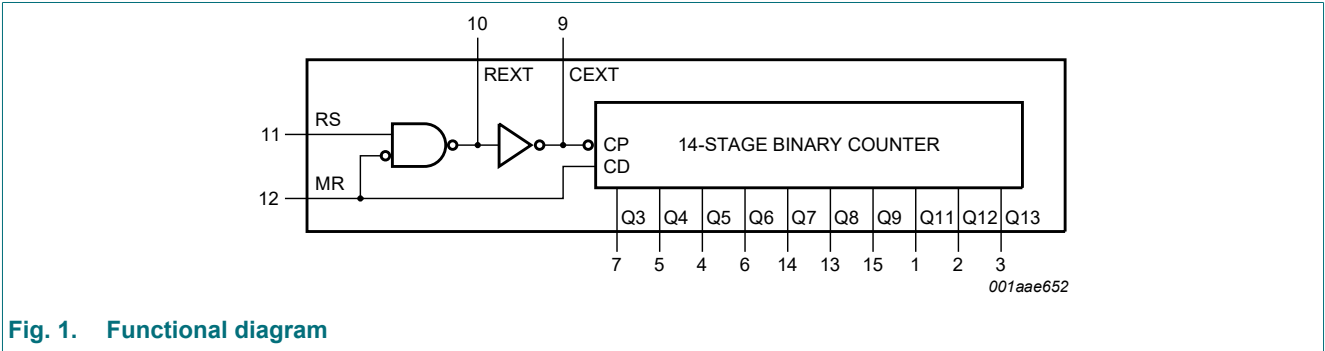 10 9
REXT CEXT
RS
11
CP 14-STAGE BINARY COUNTER
CD
MR
12
Q3 Q4 Q5 Q6 Q7 Q8 Q9 Q11 Q12 Q13
7 5 4 6 14 13 15 1 2 3
001aae652
Fig. 1. Functional diagram